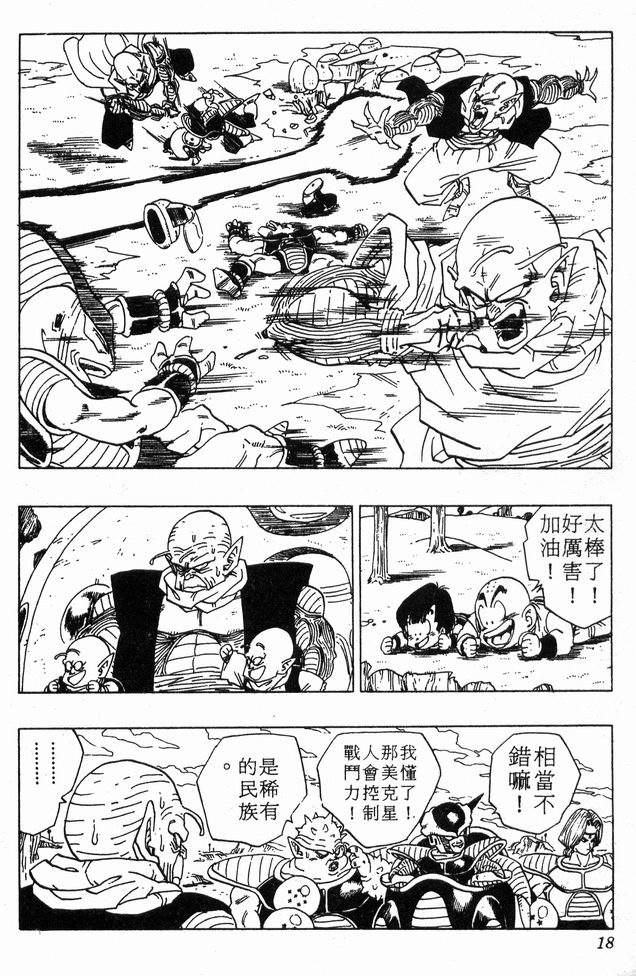 太棒了！
好厲害！
加油！
相當不
錯嘛！
我懂了！
那美克星
人會控制
戰鬥力！
是稀有
的民族
。
⋯⋯
⋯⋯
18